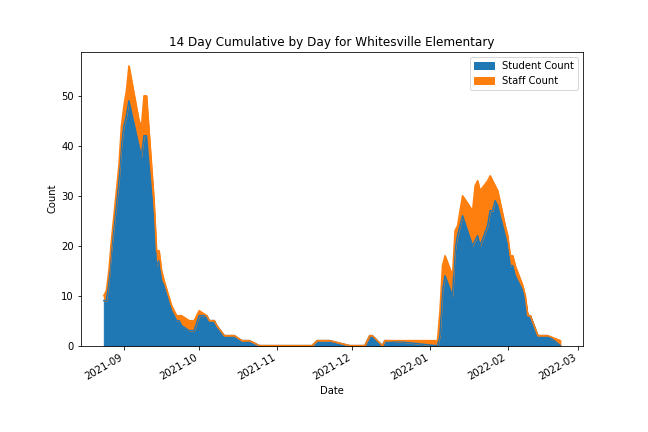 14 Day Cumulative by Day for Whitesville Elementary
Student Count
Staff Count
Count
50
40
30
20
10
0
2021-09
2021-10
2021-11
2021-12
2022-01
2022-02
2022-03
Date